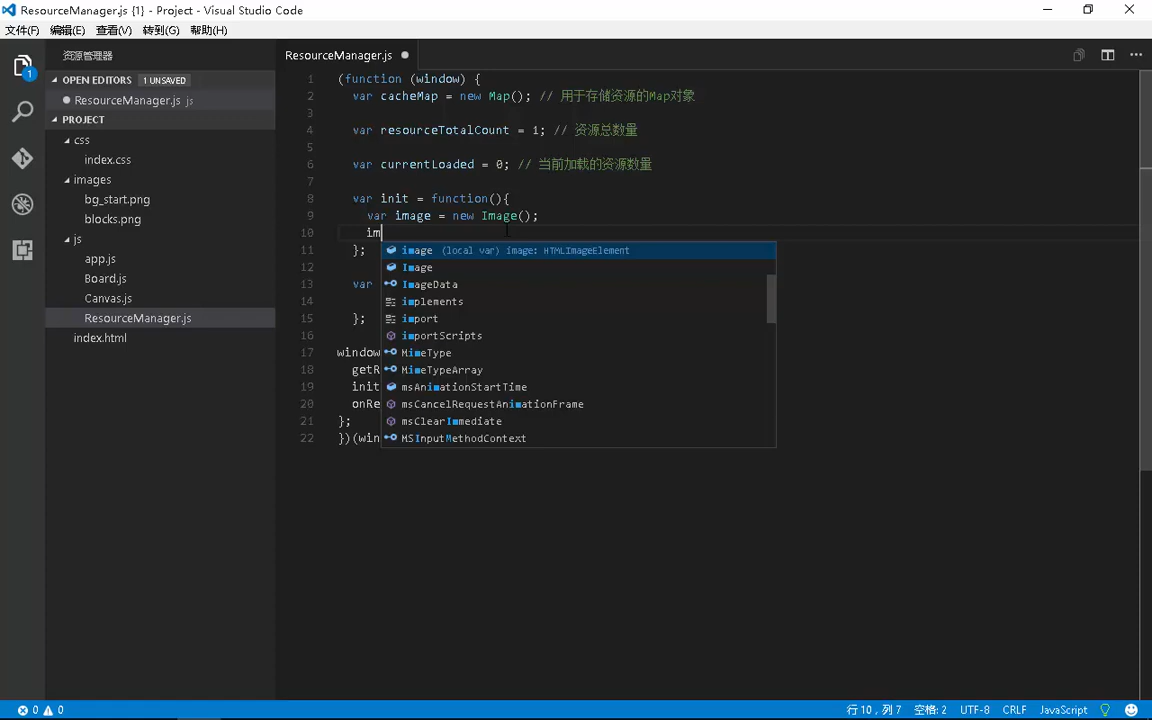 ResourceManager.js {1} - Project - Visual Studio Code
文件(F) 编辑(E) 查看(V) 转到(G) 帮助(H)
资源管理器
OPEN EDITORS 1 UNSAVED
ResourceManager.js js
PROJECT
css
index.css
images
bg_start.png
blocks.png
js
app.js
Board.js
Canvas.js
ResourceManager.js
index.html
1
ResourceManager.js
1 (function (window) {
2 var cacheMap = new Map(); // 用于存储资源的Map对象
3
4 var resourceTotalCount = 1; // 资源总数量
5
6 var currentLoaded = 0; // 当前加载的资源数量
7
8 var init = function(){
9 var image = new Image();
10 im
11 };
12
13 var
14
15 };
16
17 window
18 getR
19 init
20 onRe
21 };
22 })(win
image (local var) image: HTMLImageElement
Image
ImageData
implements
import
importScripts
MimeType
MimeTypeArray
msAnimationStartTime
msCancelRequestAnimationFrame
msClearImmediate
MSInputMethodContext
0 0 行 10，列 7 空格: 2 UTF-8 CRLF JavaScript